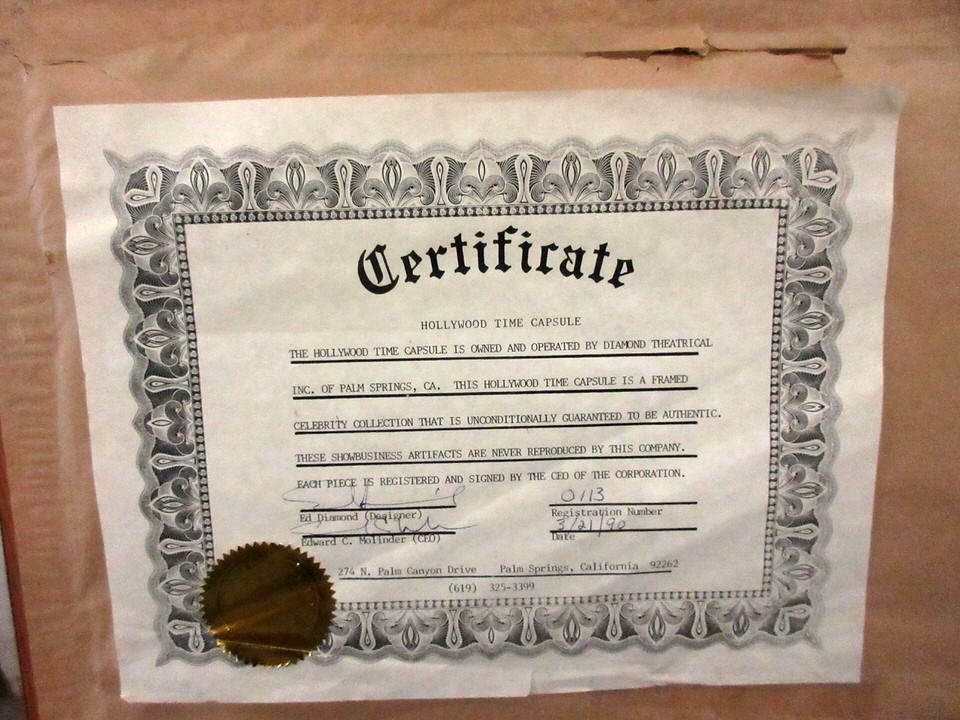 Certificate
HOLLYWOOD TIME CAPSULE
THE HOLLYWOOD TIME CAPSULE IS OWNED AND OPERATED BY DIAMOND THEATRICAL
INC. OF PALM SPRINGS, CA. THIS HOLLYWOOD TIME CAPSULE IS A FRAMED
CELEBRITY COLLECTION THAT IS UNCONDITIONALLY GUARANTEED TO BE AUTHENTIC.
THESE SHOWBUSINESS ARTIFACTS ARE NEVER REPRODUCED BY THIS COMPANY.
EACH PIECE IS REGISTERED AND SIGNED BY THE CEO OF THE CORPORATION.
0113
Ed Diamond (Designer) Registration Number
3/21/90
Edward C. Molinder (CEO) Date
274 N. Palm Canyon Drive Palm Springs, California 92262
(619) 325-3399